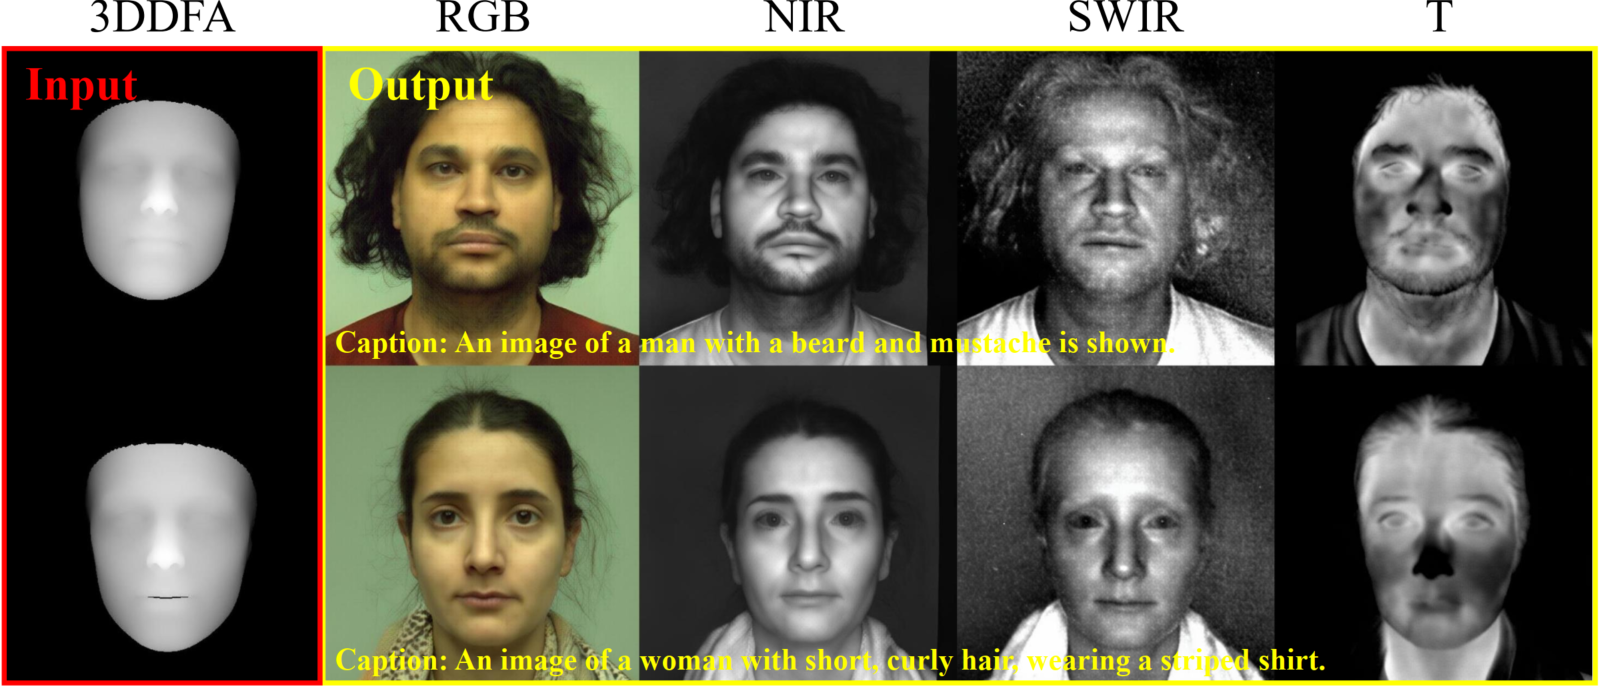 3DDFA RGB NIR SWIR T
Input Output
Caption: An image of a man with a beard and mustache is shown.
Caption: An image of a woman with short, curly hair, wearing a striped shirt.